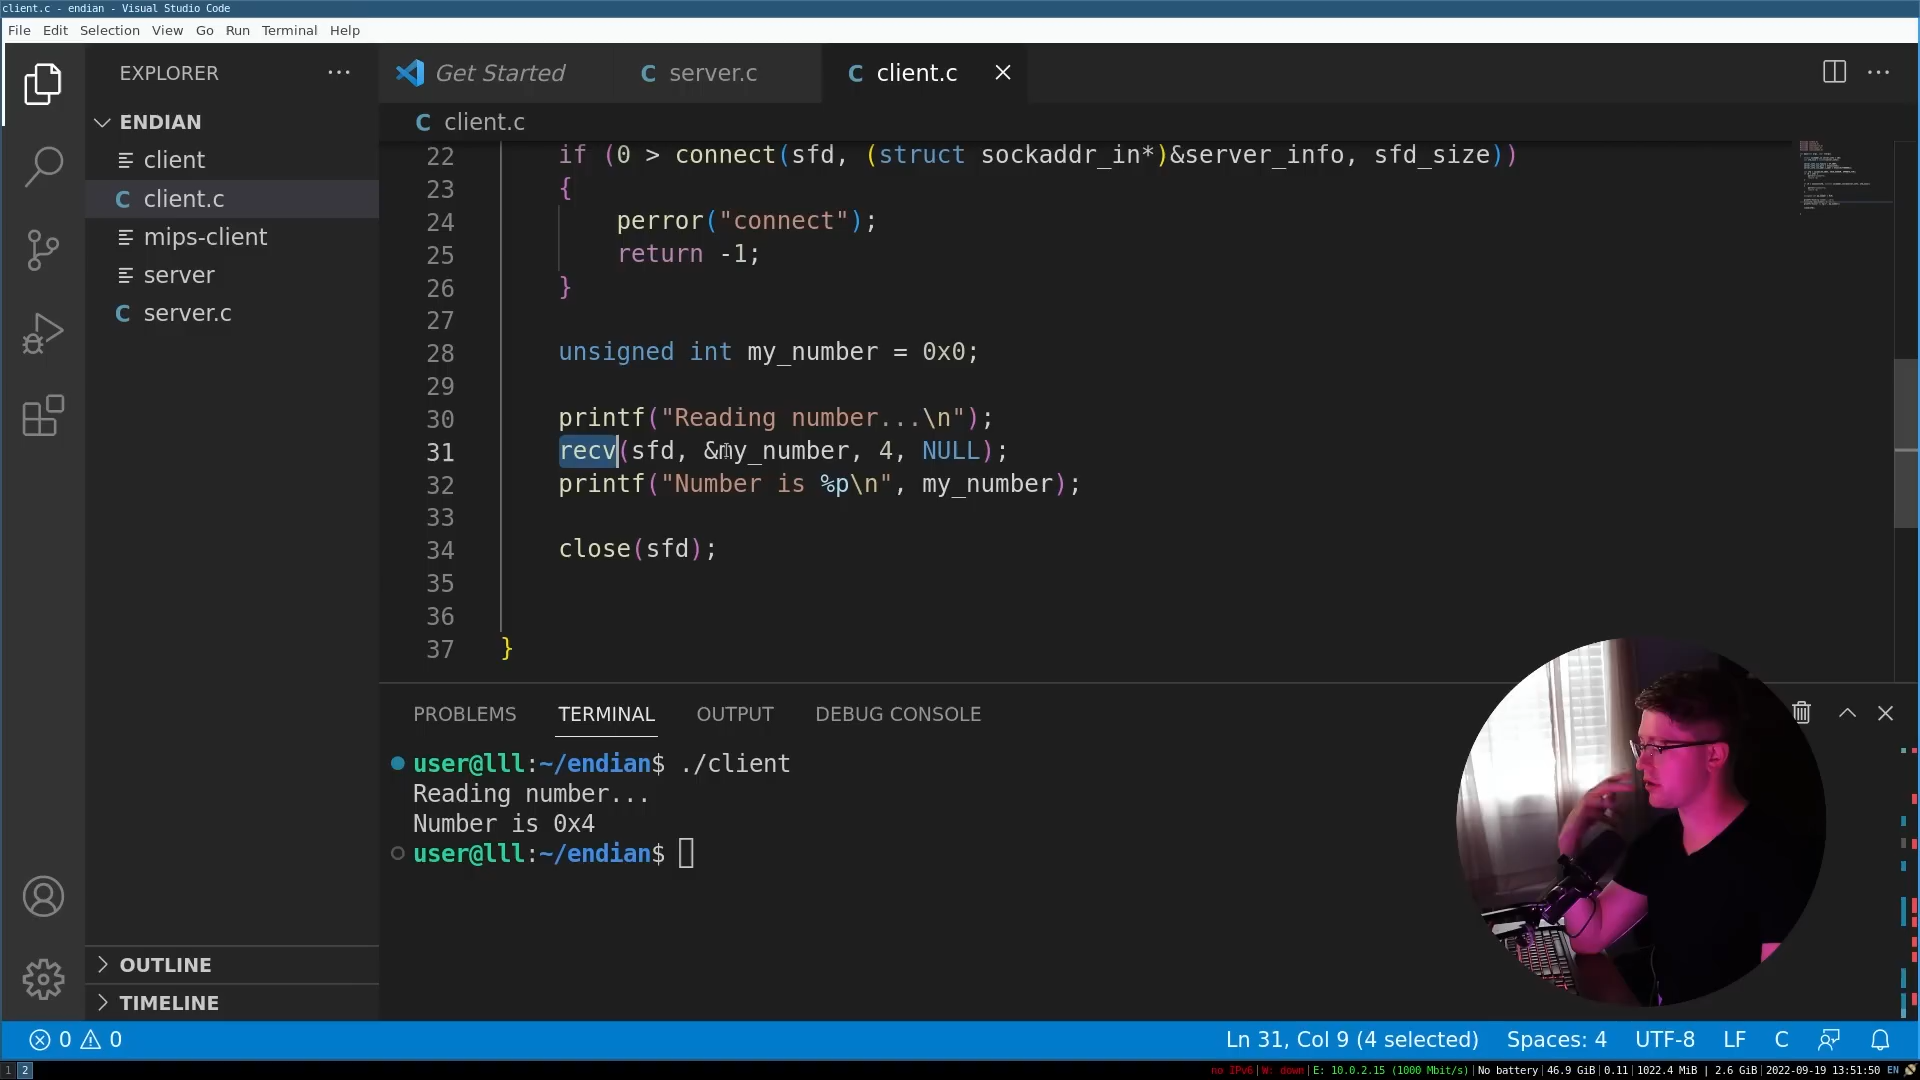 client.c - endian - Visual Studio Code
File Edit Selection View Go Run Terminal Help
EXPLORER
Get Started
server.c
client.c
ENDIAN
client.c
client
client.c
mips-client
server
server.c
22 if (0 > connect(sfd, (struct sockaddr_in*)&server_info, sfd_size))
23 {
24 perror("connect");
25 return -1;
26 }
27
28 unsigned int my_number = 0x0;
29
30 printf("Reading number...\n");
31 recv(sfd, &my_number, 4, NULL);
32 printf("Number is %p\n", my_number);
33
34 close(sfd);
35
36
37 }
PROBLEMS TERMINAL OUTPUT DEBUG CONSOLE
user@lll:~/endian$ ./client
Reading number...
Number is 0x4
user@lll:~/endian$
OUTLINE
TIMELINE
0 0 Ln 31, Col 9 (4 selected) Spaces: 4 UTF-8 LF C
1 2 no IPv6|W: down|E: 10.0.2.15 (1000 Mbit/s)|No battery|46.9 GiB|0.11|1022.4 MiB | 2.6 GiB|2022-09-19 13:51:50 EN